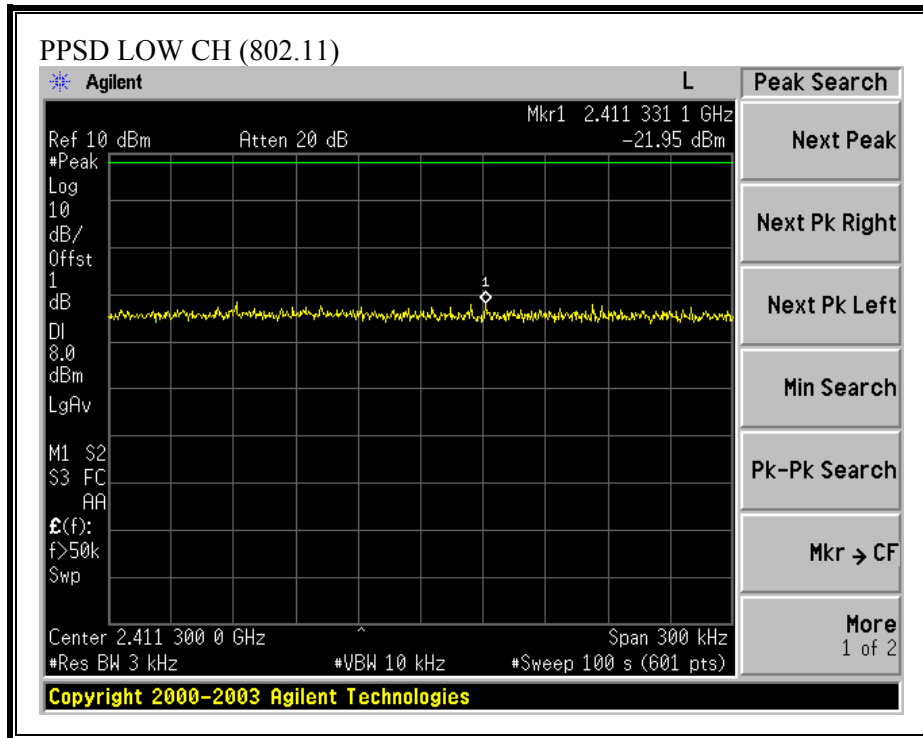 PPSD LOW CH (802.11)
Agilent L
Peak Search
Mkr1 2.411 331 1 GHz
Ref 10 dBm Atten 20 dB -21.95 dBm
#Peak
Log
10
dB/
Offst
1
dB
DI
8.0
dBm
LgAv
M1 S2
S3 FC
AA
£(f):
f>50k
Swp
1
Center 2.411 300 0 GHz ^ Span 300 kHz
#Res BW 3 kHz #VBW 10 kHz #Sweep 100 s (601 pts)
Copyright 2000-2003 Agilent Technologies
Next Peak
Next Pk Right
Next Pk Left
Min Search
Pk-Pk Search
Mkr → CF
More
1 of 2